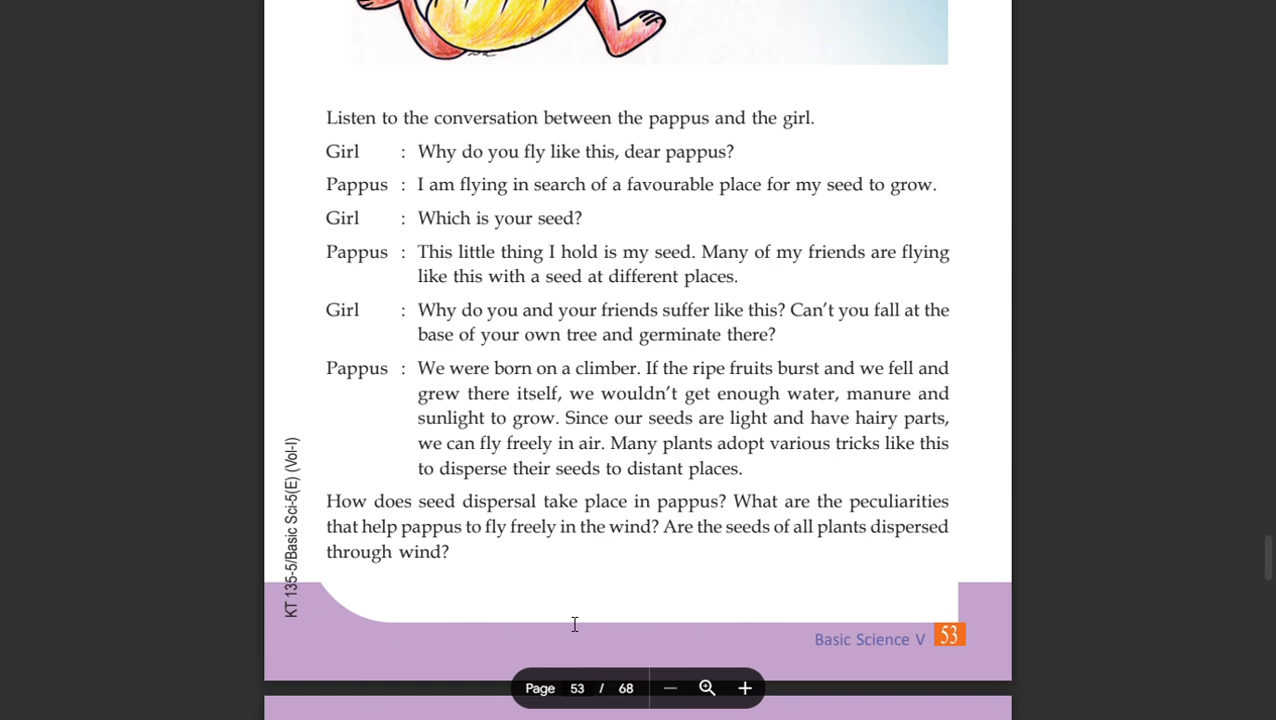 Listen to the conversation between the pappus and the girl.
Girl : Why do you fly like this, dear pappus?
Pappus : I am flying in search of a favourable place for my seed to grow.
Girl : Which is your seed?
Pappus : This little thing I hold is my seed. Many of my friends are flying
like this with a seed at different places.
Girl : Why do you and your friends suffer like this? Can't you fall at the
base of your own tree and germinate there?
Pappus : We were born on a climber. If the ripe fruits burst and we fell and
grew there itself, we wouldn't get enough water, manure and
sunlight to grow. Since our seeds are light and have hairy parts,
we can fly freely in air. Many plants adopt various tricks like this
to disperse their seeds to distant places.
How does seed dispersal take place in pappus? What are the peculiarities
that help pappus to fly freely in the wind? Are the seeds of all plants dispersed
through wind?
KT 135-5/Basic Sci-5(E) (Vol-I)
Basic Science V 53
Page 53 / 68